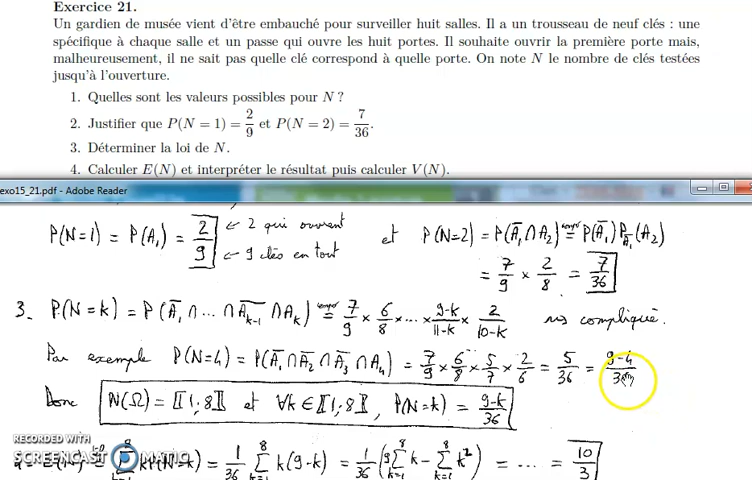 Exercice 21.
Un gardien de musée vient d'être embauché pour surveiller huit salles. Il a un trousseau de neuf clés : une
spécifique à chaque salle et un passe qui ouvre les huit portes. Il souhaite ouvrir la première porte mais,
malheureusement, il ne sait pas quelle clé correspond à quelle porte. On note N le nombre de clés testées
jusqu'à l'ouverture.
1. Quelles sont les valeurs possibles pour N ?
2. Justifier que P(N = 1) = 2/9 et P(N = 2) = 7/36.
3. Déterminer la loi de N.
4. Calculer E(N) et interpréter le résultat puis calculer V(N).
exo15_21.pdf - Adobe Reader
P(N=1) = P(A₁) = 2/9 ← 2 qui ouvrent ← 9 clés en tout et P(N=2) = P(Ā₁ ∩ A₂) = P(Ā₁) P_Ā₁(A₂)
= 7/9 × 2/8 = 7/36
3. P(N=k) = P(Ā₁ ∩ ... ∩ Ā_{k-1} ∩ A_k) = 7/9 × 6/8 × ... × 9-k/11-k × 2/10-k compliqué.
Par exemple P(N=4) = P(Ā₁ ∩ Ā₂ ∩ Ā₃ ∩ A₄) = 7/9 × 6/8 × 5/7 × 2/6 = 5/36 = 9-4/36
Donc N(Ω) = ⟦1;8⟧ et ∀k ∈ ⟦1;8⟧, P(N=k) = 9-k/36
RECORDED WITH
SCREENCAST MATIC
∑_{k=1}^{8} k P(N=k) = 1/36 ∑_{k=1}^{8} k(9-k) = 1/36 (9 ∑_{k=1}^{8} k - ∑_{k=1}^{8} k²) = ... = 10/3